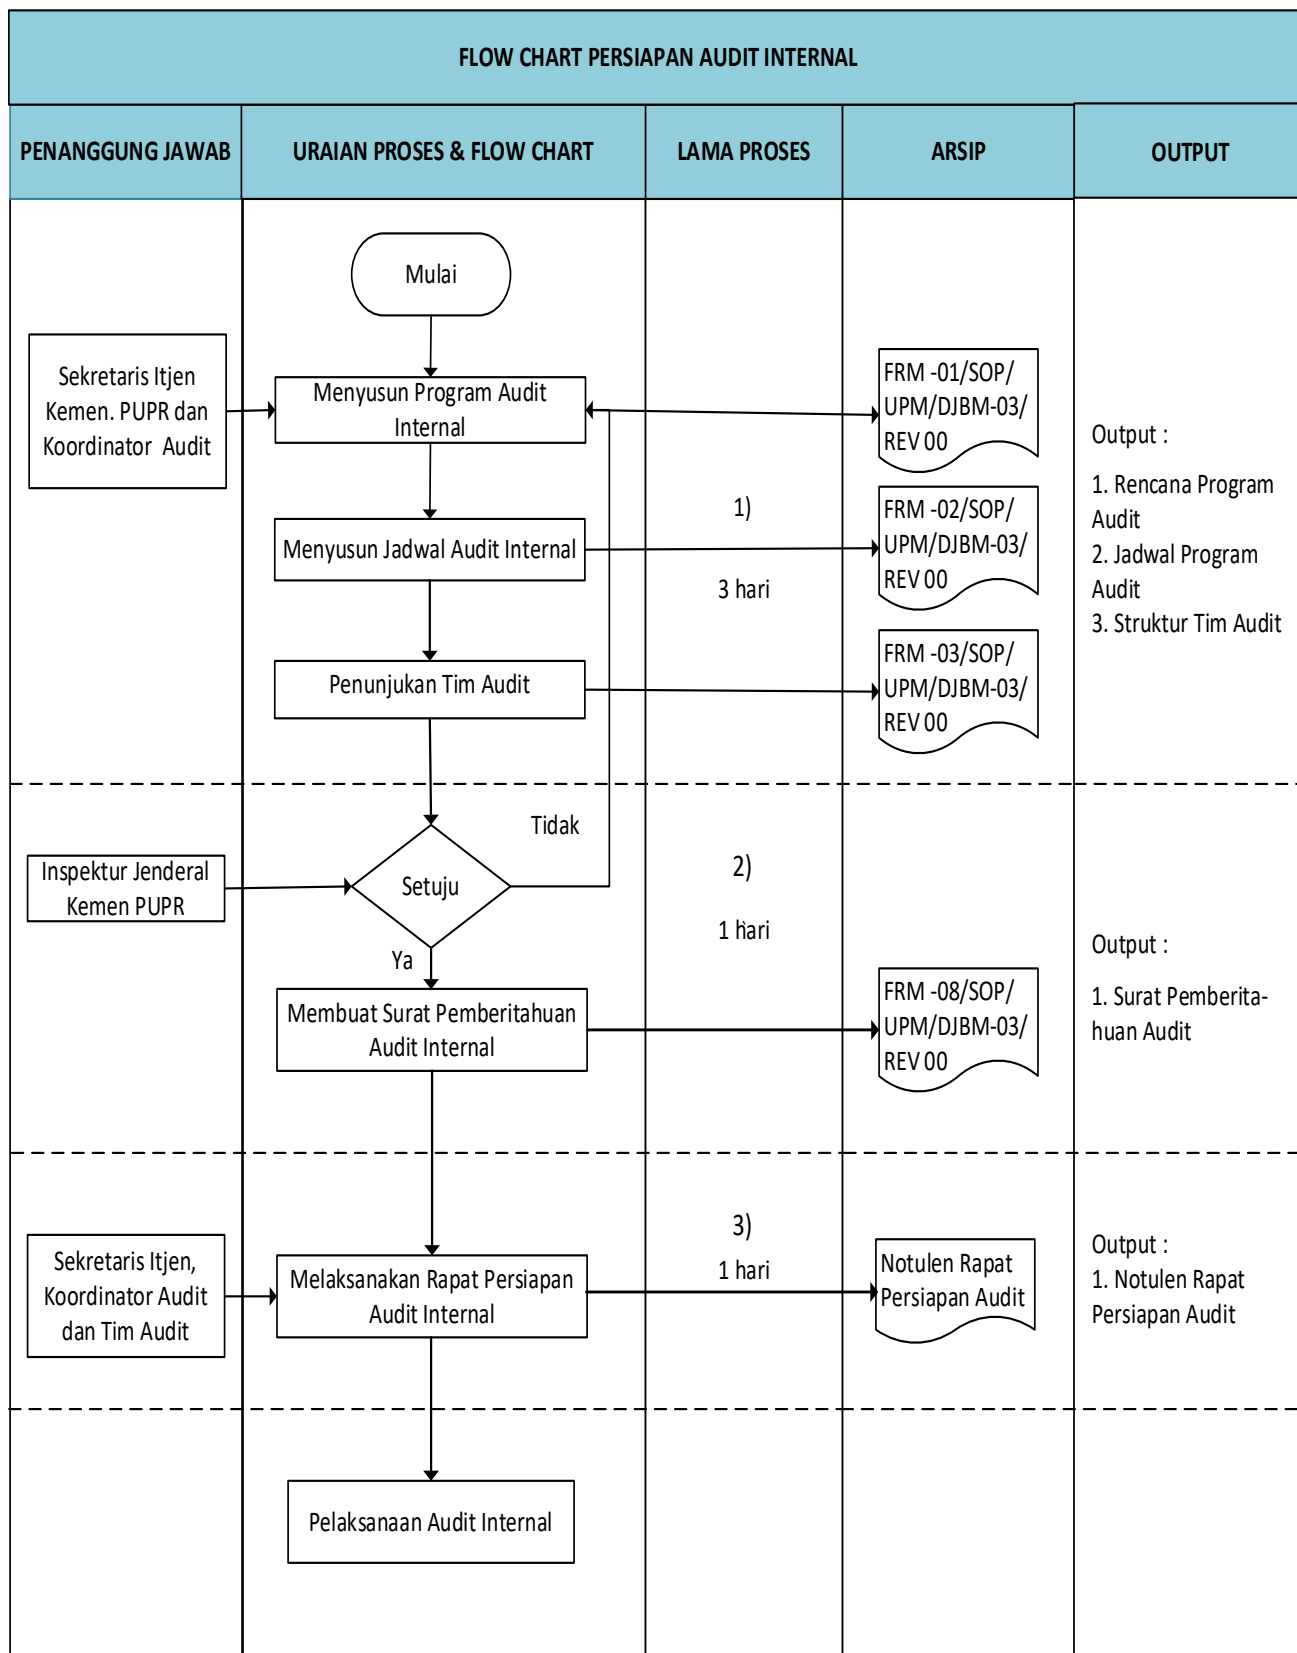 FLOW CHART PERSIAPAN AUDIT INTERNAL
PENANGGUNG JAWAB
URAIAN PROSES & FLOW CHART
LAMA PROSES
ARSIP
OUTPUT
Mulai
Sekretaris Itjen
Kemen. PUPR dan
Koordinator Audit
Menyusun Program Audit
Internal
FRM -01/SOP/
UPM/DJBM-03/
REV 00
Menyusun Jadwal Audit Internal
1)
3 hari
FRM -02/SOP/
UPM/DJBM-03/
REV 00
Penunjukan Tim Audit
FRM -03/SOP/
UPM/DJBM-03/
REV 00
Output :
1. Rencana Program
Audit
2. Jadwal Program
Audit
3. Struktur Tim Audit
Inspektur Jenderal
Kemen PUPR
Setuju
Tidak
Ya
2)
1 hari
Membuat Surat Pemberitahuan
Audit Internal
FRM -08/SOP/
UPM/DJBM-03/
REV 00
Output :
1. Surat Pemberita-
huan Audit
Sekretaris Itjen,
Koordinator Audit
dan Tim Audit
Melaksanakan Rapat Persiapan
Audit Internal
3)
1 hari
Notulen Rapat
Persiapan Audit
Output :
1. Notulen Rapat
Persiapan Audit
Pelaksanaan Audit Internal